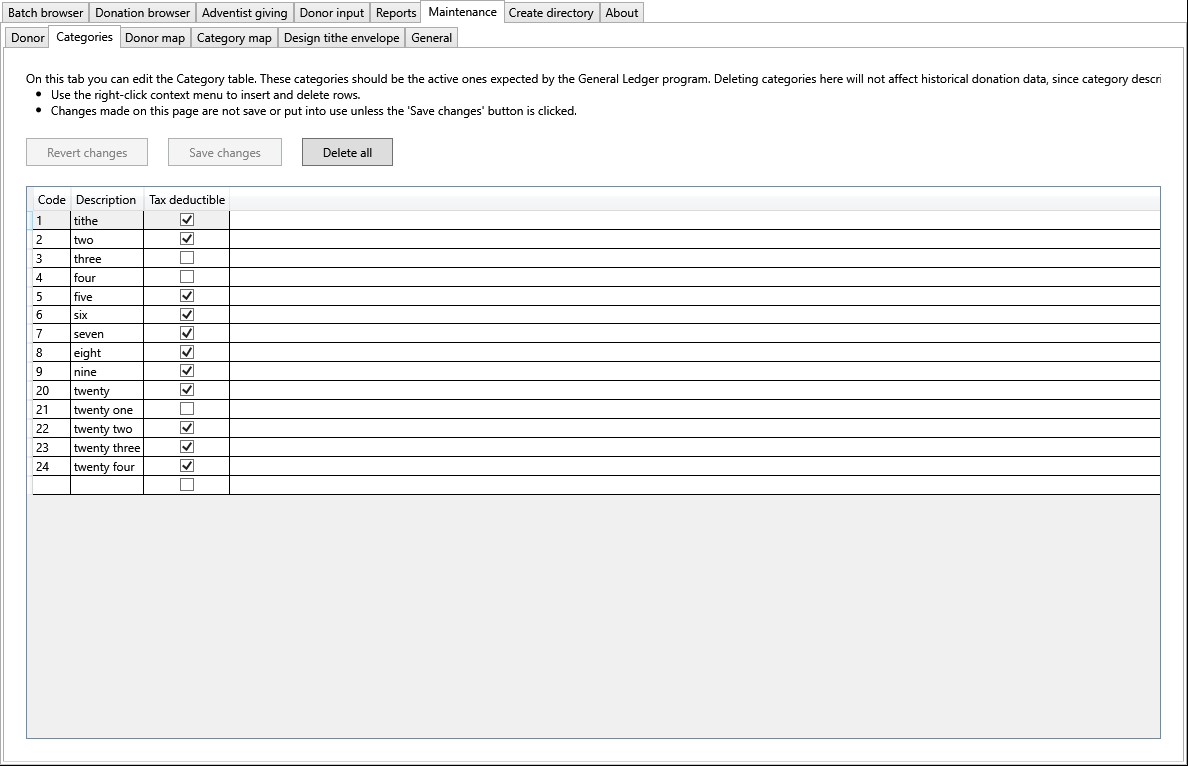 Batch browser Donation browser Adventist giving Donor input Reports Maintenance Create directory About
Donor Categories Donor map Category map Design tithe envelope General
On this tab you can edit the Category table. These categories should be the active ones expected by the General Ledger program. Deleting categories here will not affect historical donation data, since category descri
• Use the right-click context menu to insert and delete rows.
• Changes made on this page are not save or put into use unless the 'Save changes' button is clicked.
Revert changes Save changes Delete all
Code Description Tax deductible
1 tithe
2 two
3 three
4 four
5 five
6 six
7 seven
8 eight
9 nine
20 twenty
21 twenty one
22 twenty two
23 twenty three
24 twenty four